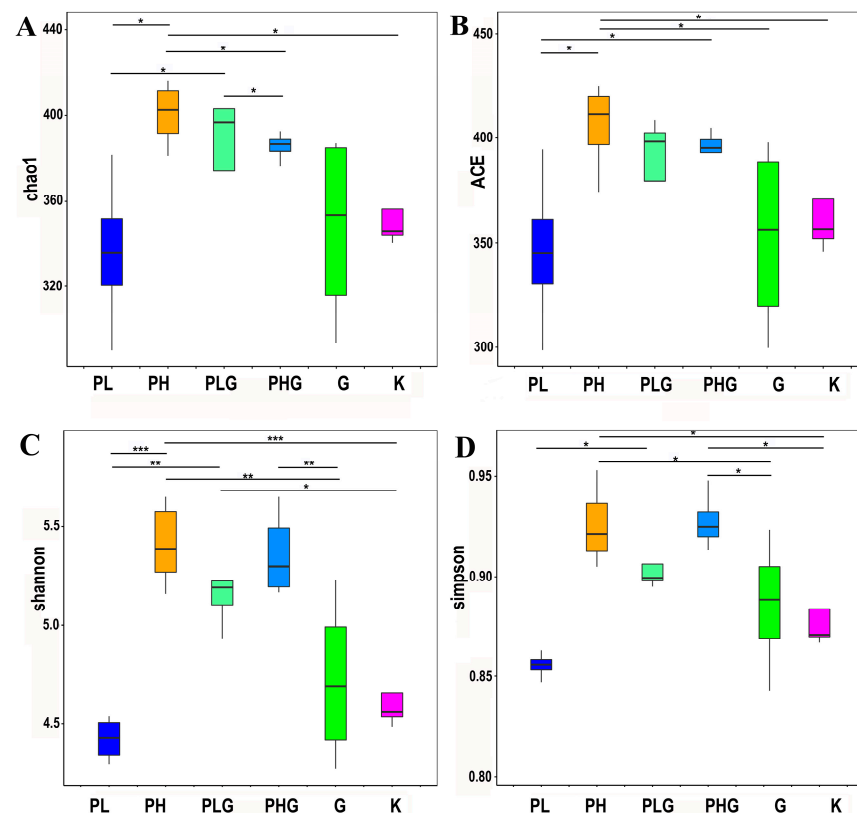 A
chao1
440
400
360
320
*
*
*
*
*
PL PH PLG PHG G K
B
ACE
450
400
350
300
*
*
*
*
PL PH PLG PHG G K
C
shannon
5.5
5.0
4.5
***
***
**
**
**
*
PL PH PLG PHG G K
D
simpson
0.95
0.90
0.85
0.80
*
*
*
*
*
PL PH PLG PHG G K